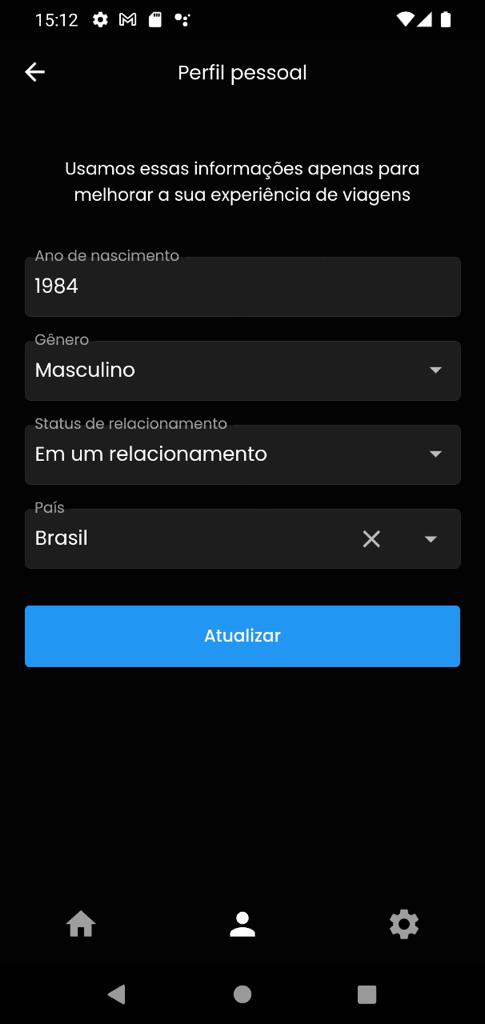 15:12
Perfil pessoal
Usamos essas informações apenas para
melhorar a sua experiência de viagens
Ano de nascimento
1984
Gênero
Masculino
Status de relacionamento
Em um relacionamento
País
Brasil
Atualizar